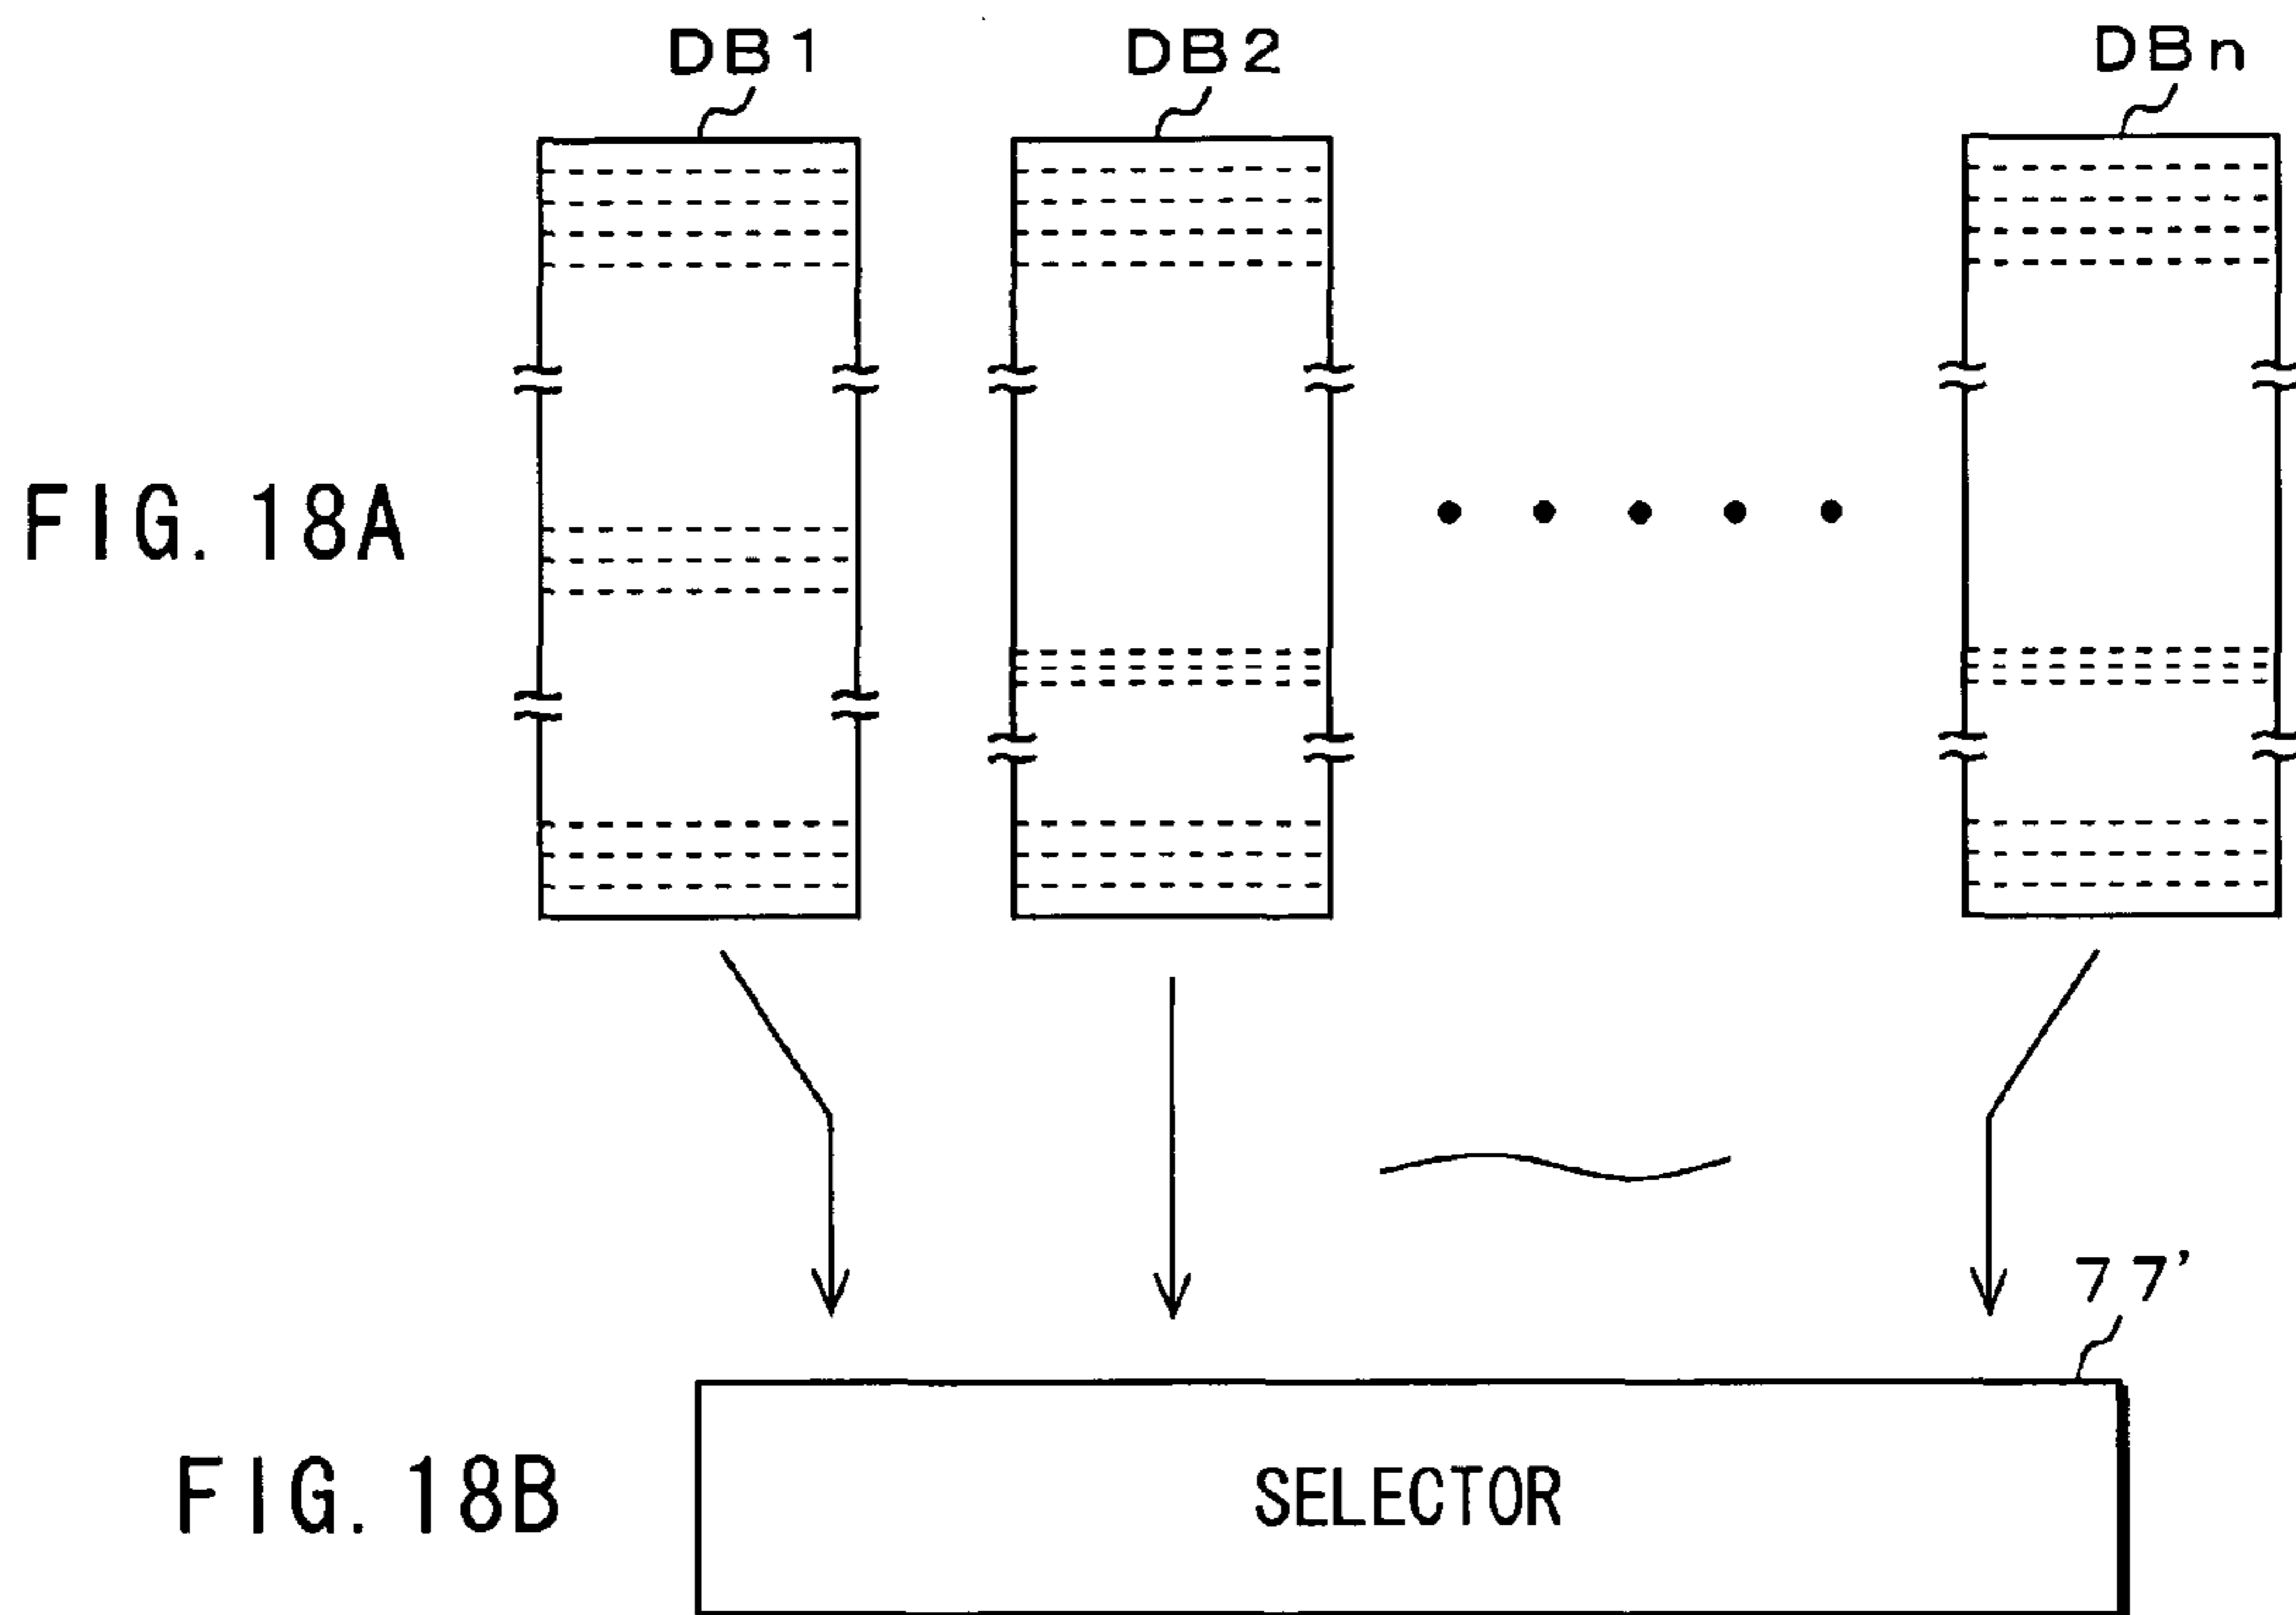 DB1
DB2
DBn
FIG. 18A
77'
FIG. 18B
SELECTOR